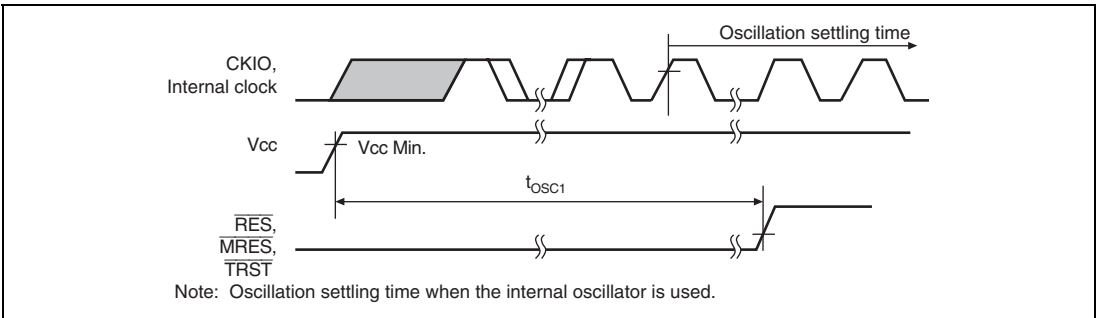 Oscillation settling time
CKIO,
Internal clock
Vcc
Vcc Min.
tOSC1
RES,
MRES,
TRST
Note: Oscillation settling time when the internal oscillator is used.